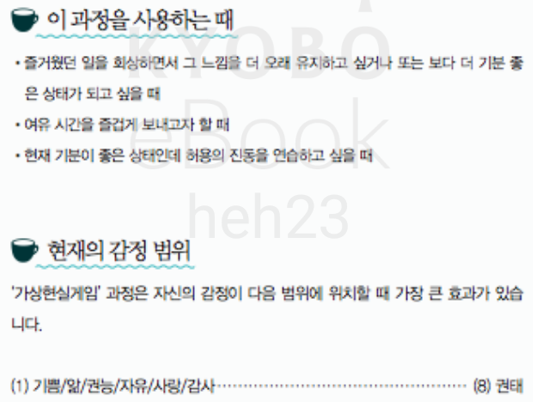 이 과정을 사용하는 때
• 즐거웠던 일을 회상하면서 그 느낌을 더 오래 유지하고 싶거나 또는 보다 더 기분 좋
은 상태가 되고 싶을 때
• 여유 시간을 즐겁게 보내고자 할 때
• 현재 기분이 좋은 상태인데 허용의 진동을 연습하고 싶을 때
KYOBO
eBook
heh23
현재의 감정 범위
'가상현실게임' 과정은 자신의 감정이 다음 범위에 위치할 때 가장 큰 효과가 있습
니다.
(1) 기쁨/앎/권능/자유/사랑/감사 ................................................ (8) 권태